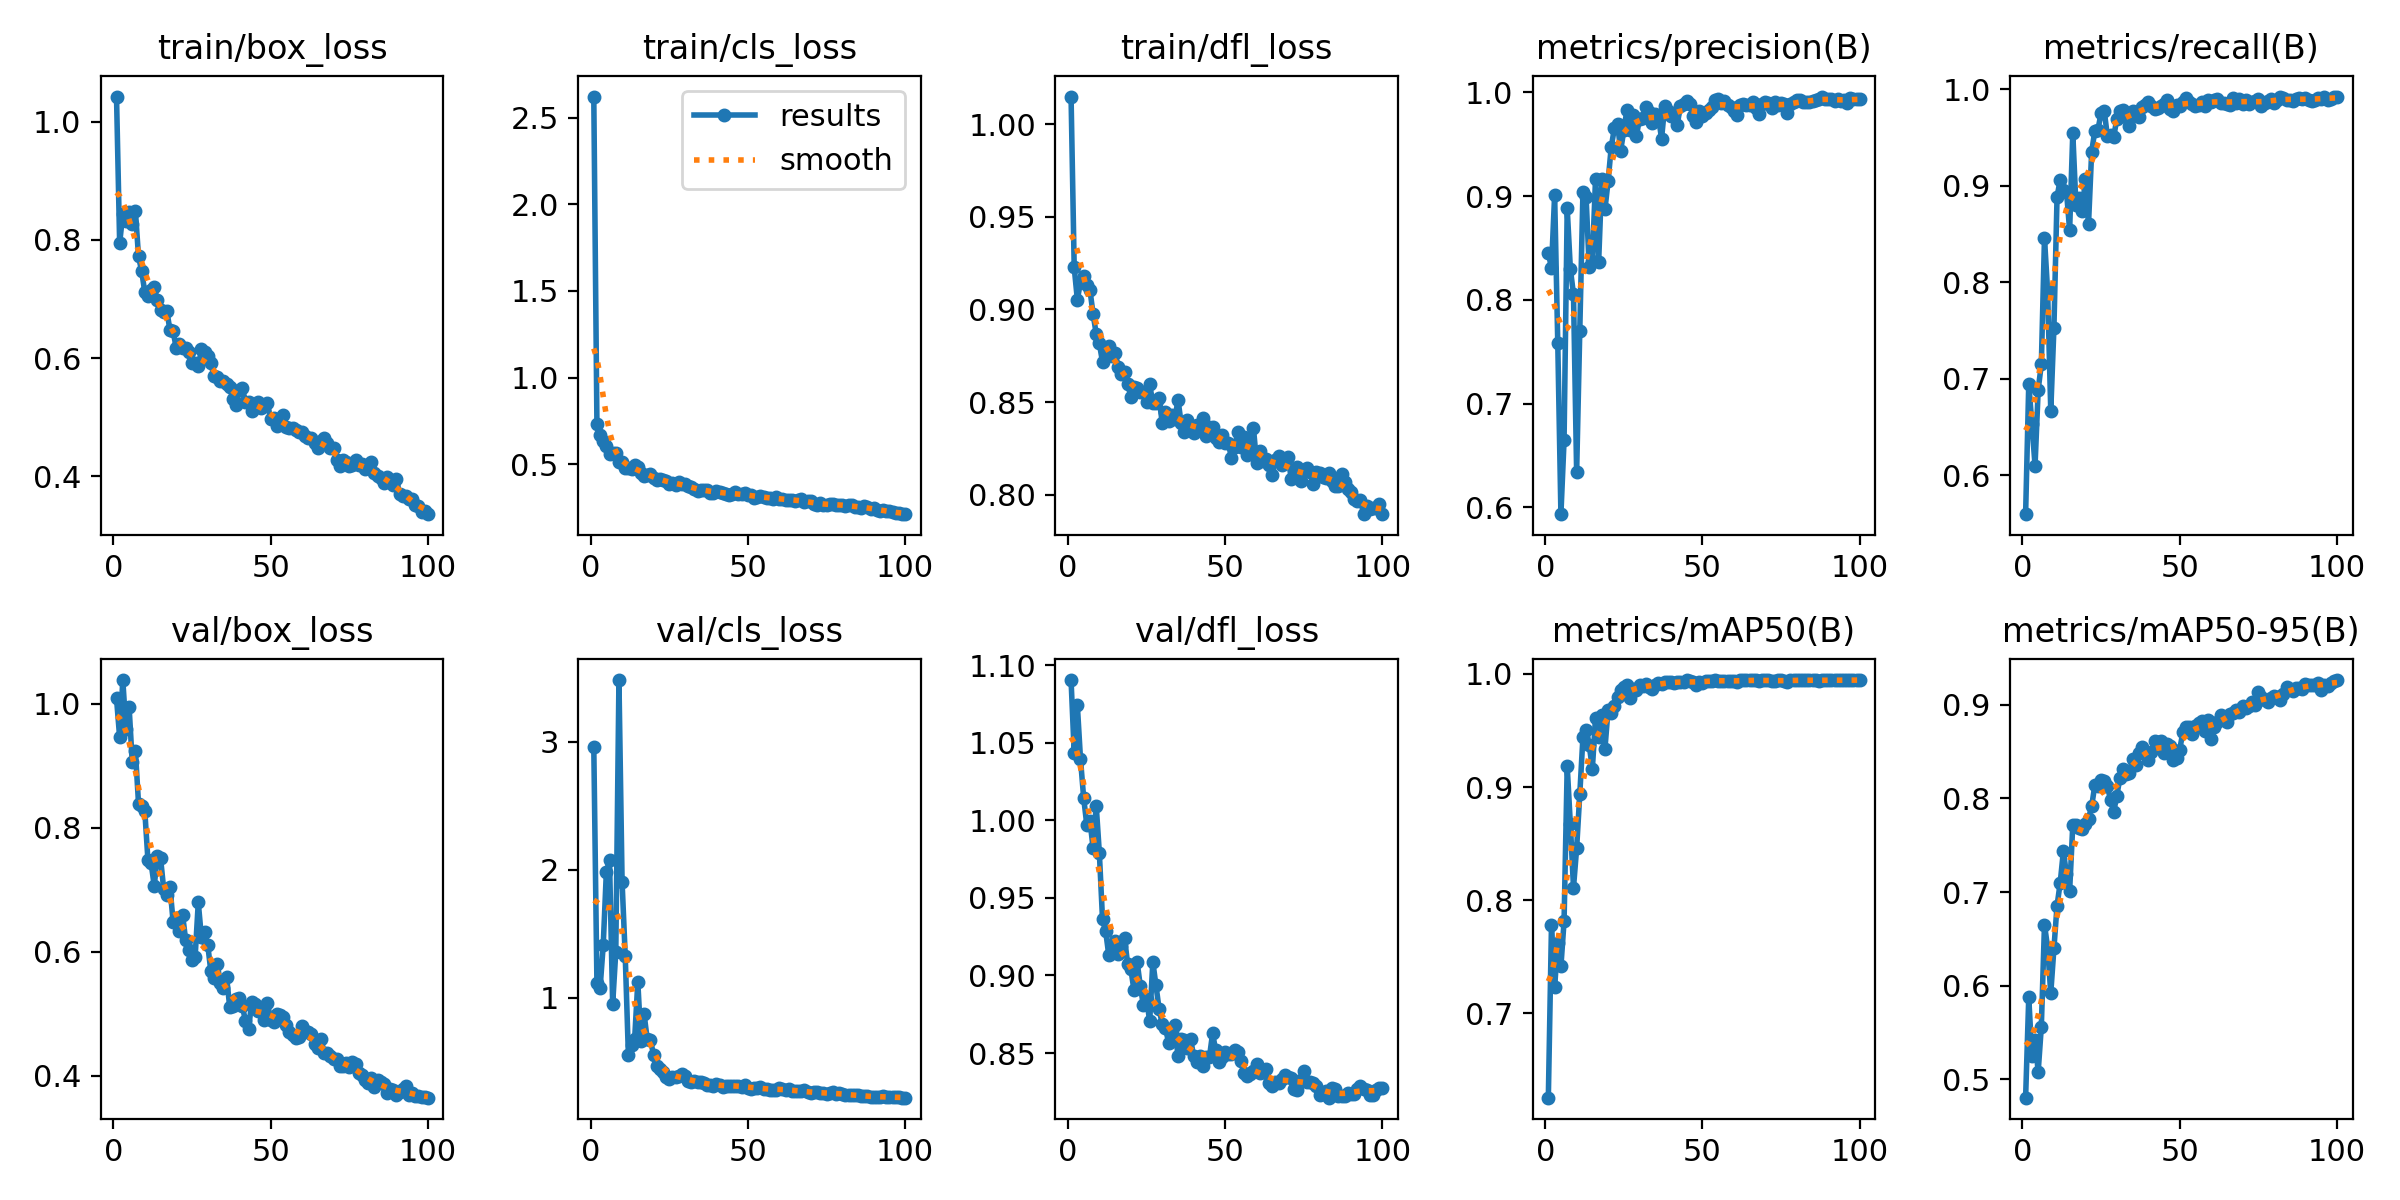 train/box_loss
train/cls_loss
train/dfl_loss
metrics/precision(B)
metrics/recall(B)
1.0
0.8
0.6
0.4
0 50 100
2.5
2.0
1.5
1.0
0.5
results
smooth
0 50 100
1.00
0.95
0.90
0.85
0.80
0 50 100
1.0
0.9
0.8
0.7
0.6
0 50 100
1.0
0.9
0.8
0.7
0.6
0 50 100
val/box_loss
val/cls_loss
val/dfl_loss
metrics/mAP50(B)
metrics/mAP50-95(B)
1.0
0.8
0.6
0.4
0 50 100
3
2
1
0 50 100
1.10
1.05
1.00
0.95
0.90
0.85
0 50 100
1.0
0.9
0.8
0.7
0 50 100
0.9
0.8
0.7
0.6
0.5
0 50 100